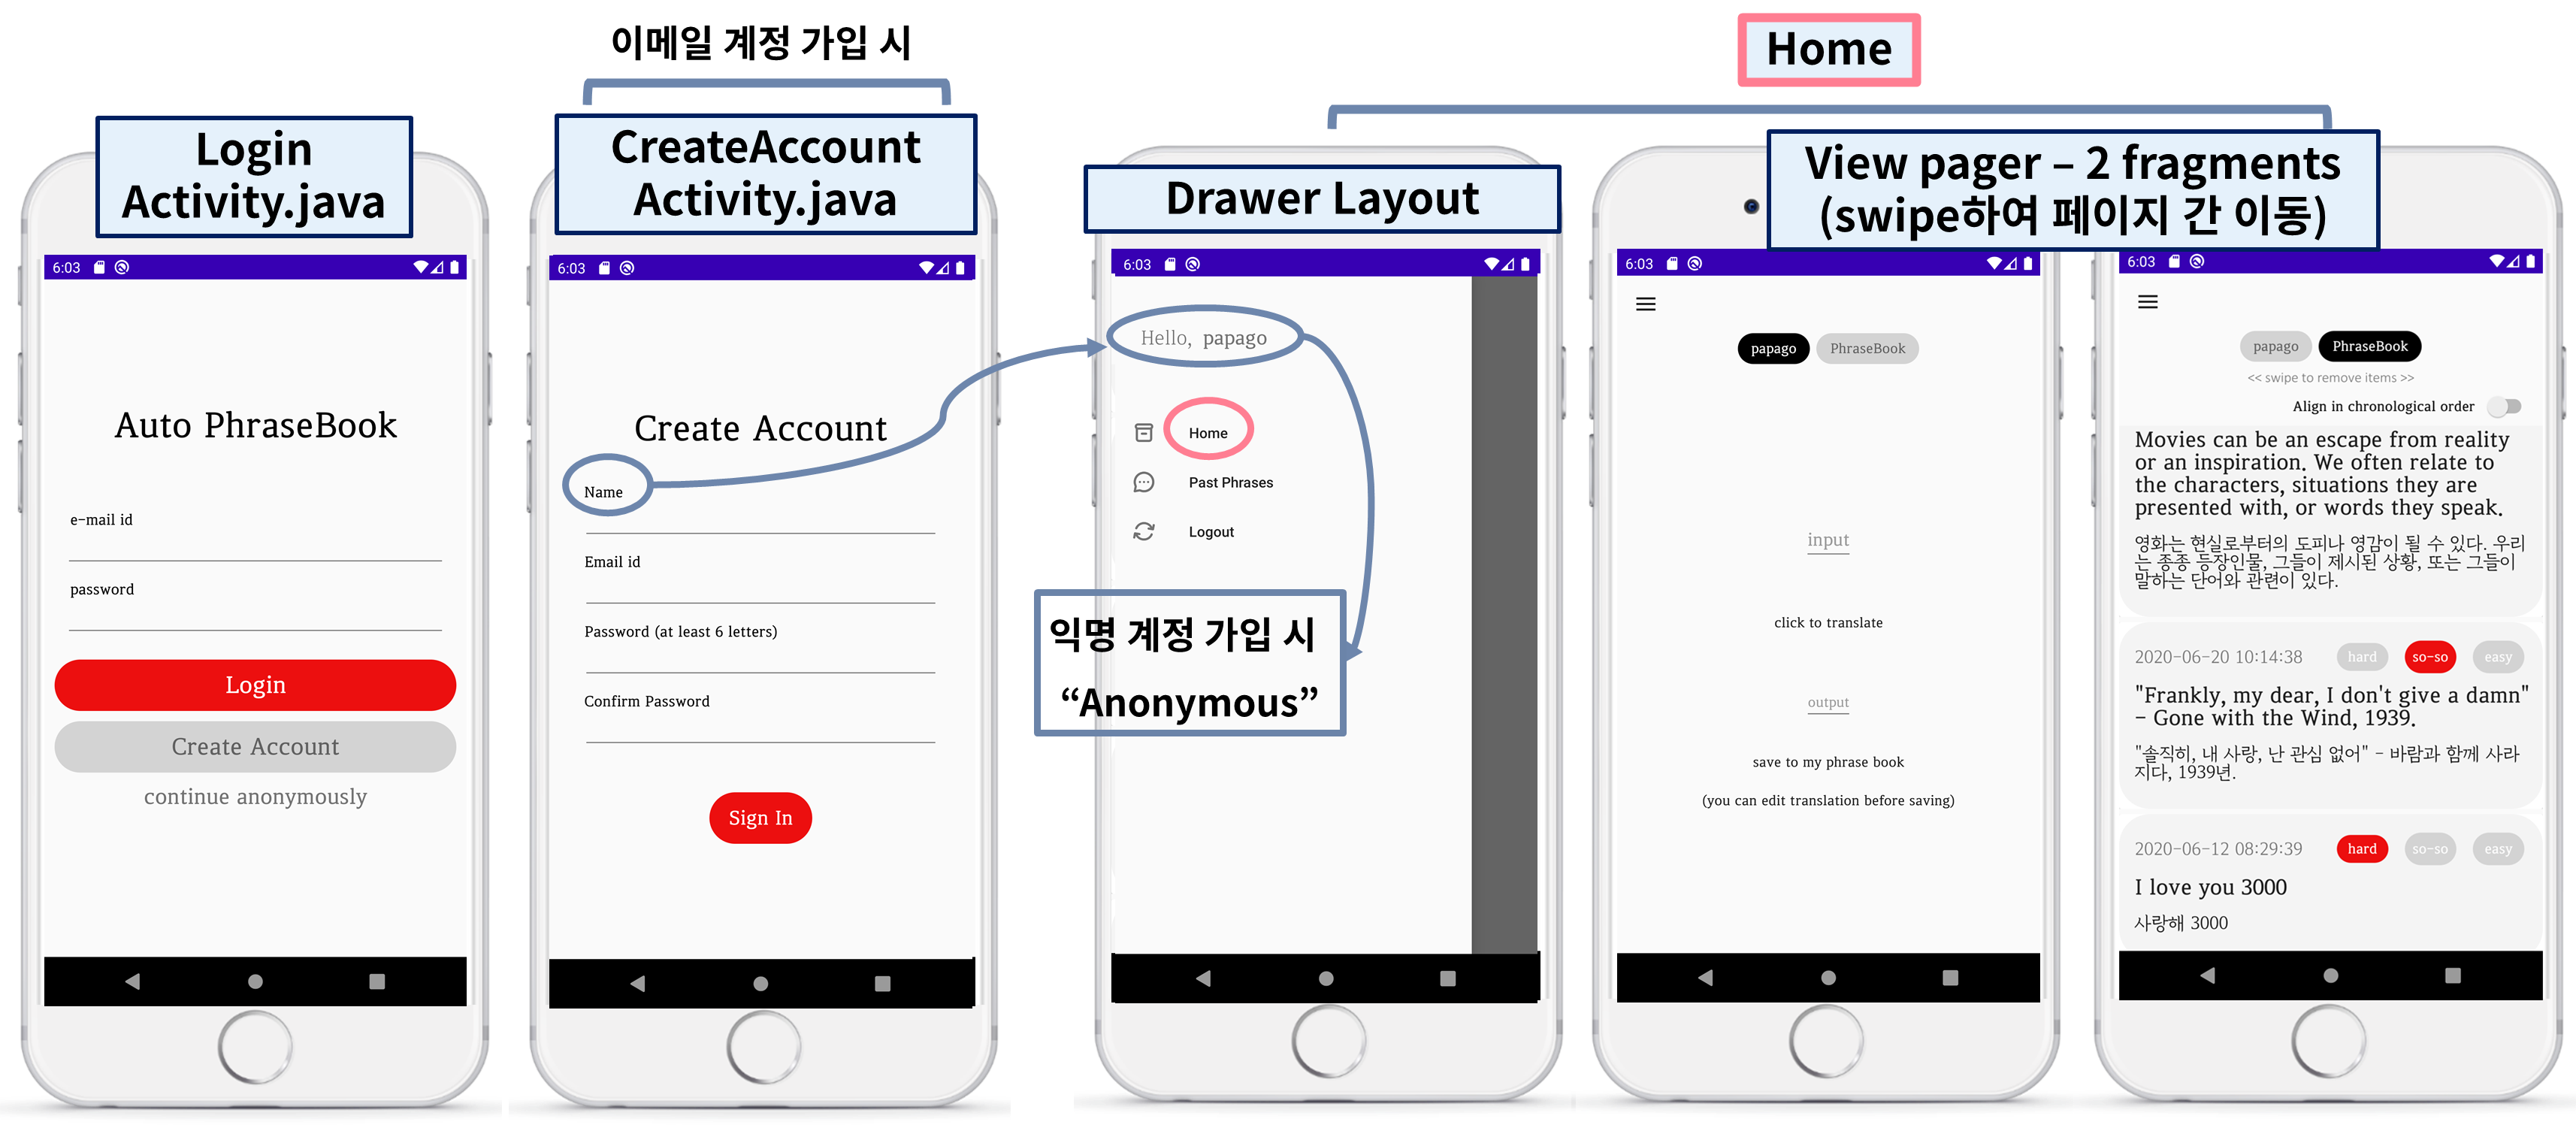 이메일 계정 가입 시
Home
Login
Activity.java
CreateAccount
Activity.java
Drawer Layout
View pager – 2 fragments
(swipe하여 페이지 간 이동)
6:03
Auto PhraseBook
e-mail id
password
Login
Create Account
continue anonymously
6:03
Create Account
Name
Email id
Password (at least 6 letters)
Confirm Password
Sign In
6:03
Hello, papago
Home
Past Phrases
Logout
익명 계정 가입 시
“Anonymous”
6:03
papago PhraseBook
input
click to translate
output
save to my phrase book
(you can edit translation before saving)
6:03
papago PhraseBook
<< swipe to remove items >>
Align in chronological order
Movies can be an escape from reality
or an inspiration. We often relate to
the characters, situations they are
presented with, or words they speak.
영화는 현실로부터의 도피나 영감이 될 수 있다. 우리
는 종종 등장인물, 그들이 제시된 상황, 또는 그들이
말하는 단어와 관련이 있다.
2020-06-20 10:14:38 hard so-so easy
"Frankly, my dear, I don't give a damn"
- Gone with the Wind, 1939.
"솔직히, 내 사랑, 난 관심 없어" - 바람과 함께 사라
지다, 1939년.
2020-06-12 08:29:39 hard so-so easy
I love you 3000
사랑해 3000